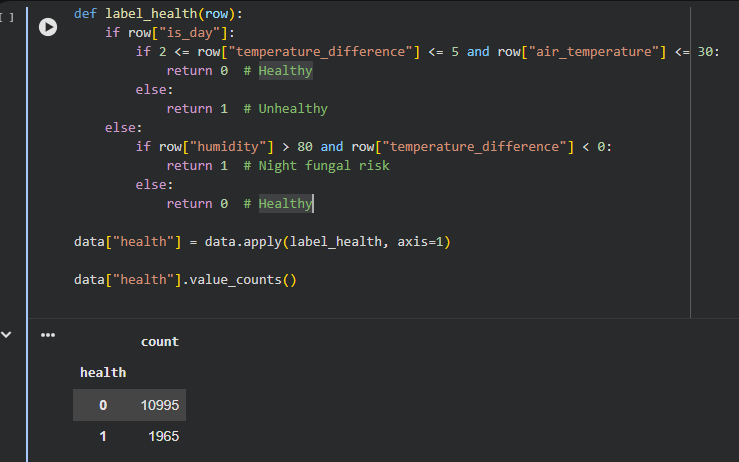 [ ]
def label_health(row):
    if row["is_day"]:
        if 2 <= row["temperature_difference"] <= 5 and row["air_temperature"] <= 30:
            return 0  # Healthy
        else:
            return 1  # Unhealthy
    else:
        if row["humidity"] > 80 and row["temperature_difference"] < 0:
            return 1  # Night fungal risk
        else:
            return 0  # Healthy
data["health"] = data.apply(label_health, axis=1)
data["health"].value_counts()
count
health
0 10995
1 1965